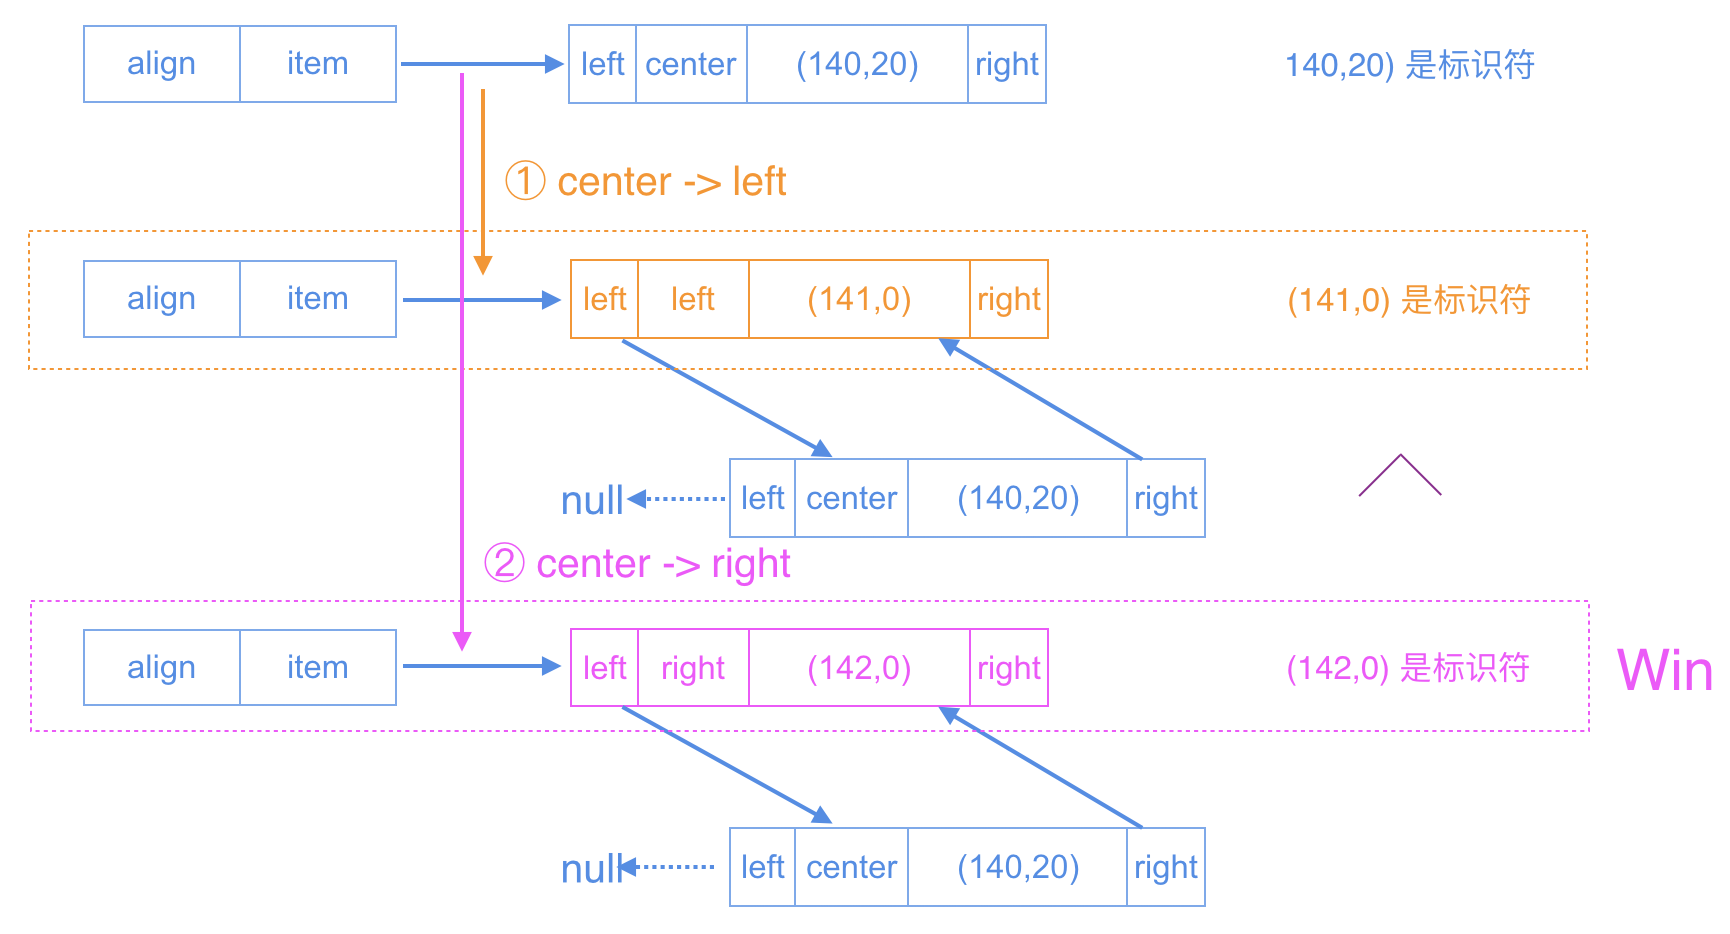 align item left center (140,20) right 140,20) 是标识符
① center -> left
align item left left (141,0) right (141,0) 是标识符
null left center (140,20) right
② center -> right
align item left right (142,0) right (142,0) 是标识符 Win
null left center (140,20) right